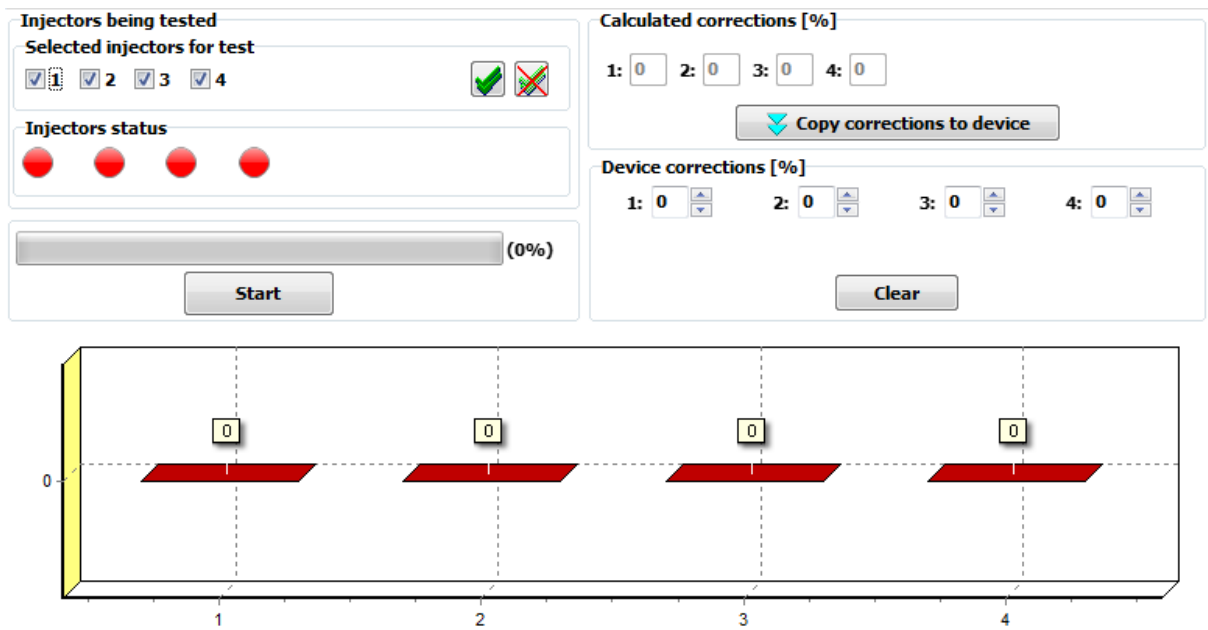 Injectors being tested
Selected injectors for test
1 2 3 4
Injectors status
(0%)
Start
Calculated corrections [%]
1: 0 2: 0 3: 0 4: 0
Copy corrections to device
Device corrections [%]
1: 0 2: 0 3: 0 4: 0
Clear
0 0 0 0
0
1 2 3 4